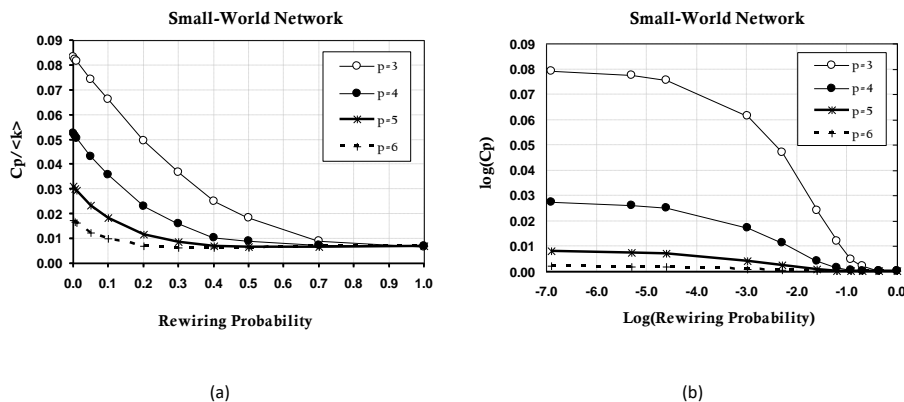 Small-World Network
0.09
0.08
0.07
0.06
0.05
0.04
0.03
0.02
0.01
0.00
Cp/<k>
0.0 0.1 0.2 0.3 0.4 0.5 0.6 0.7 0.8 0.9 1.0
Rewiring Probability
p=3
p=4
p=5
p=6
(a)
Small-World Network
0.09
0.08
0.07
0.06
0.05
0.04
0.03
0.02
0.01
0.00
log(Cp)
-7.0 -6.0 -5.0 -4.0 -3.0 -2.0 -1.0 0.0
Log(Rewiring Probability)
p=3
p=4
p=5
p=6
(b)